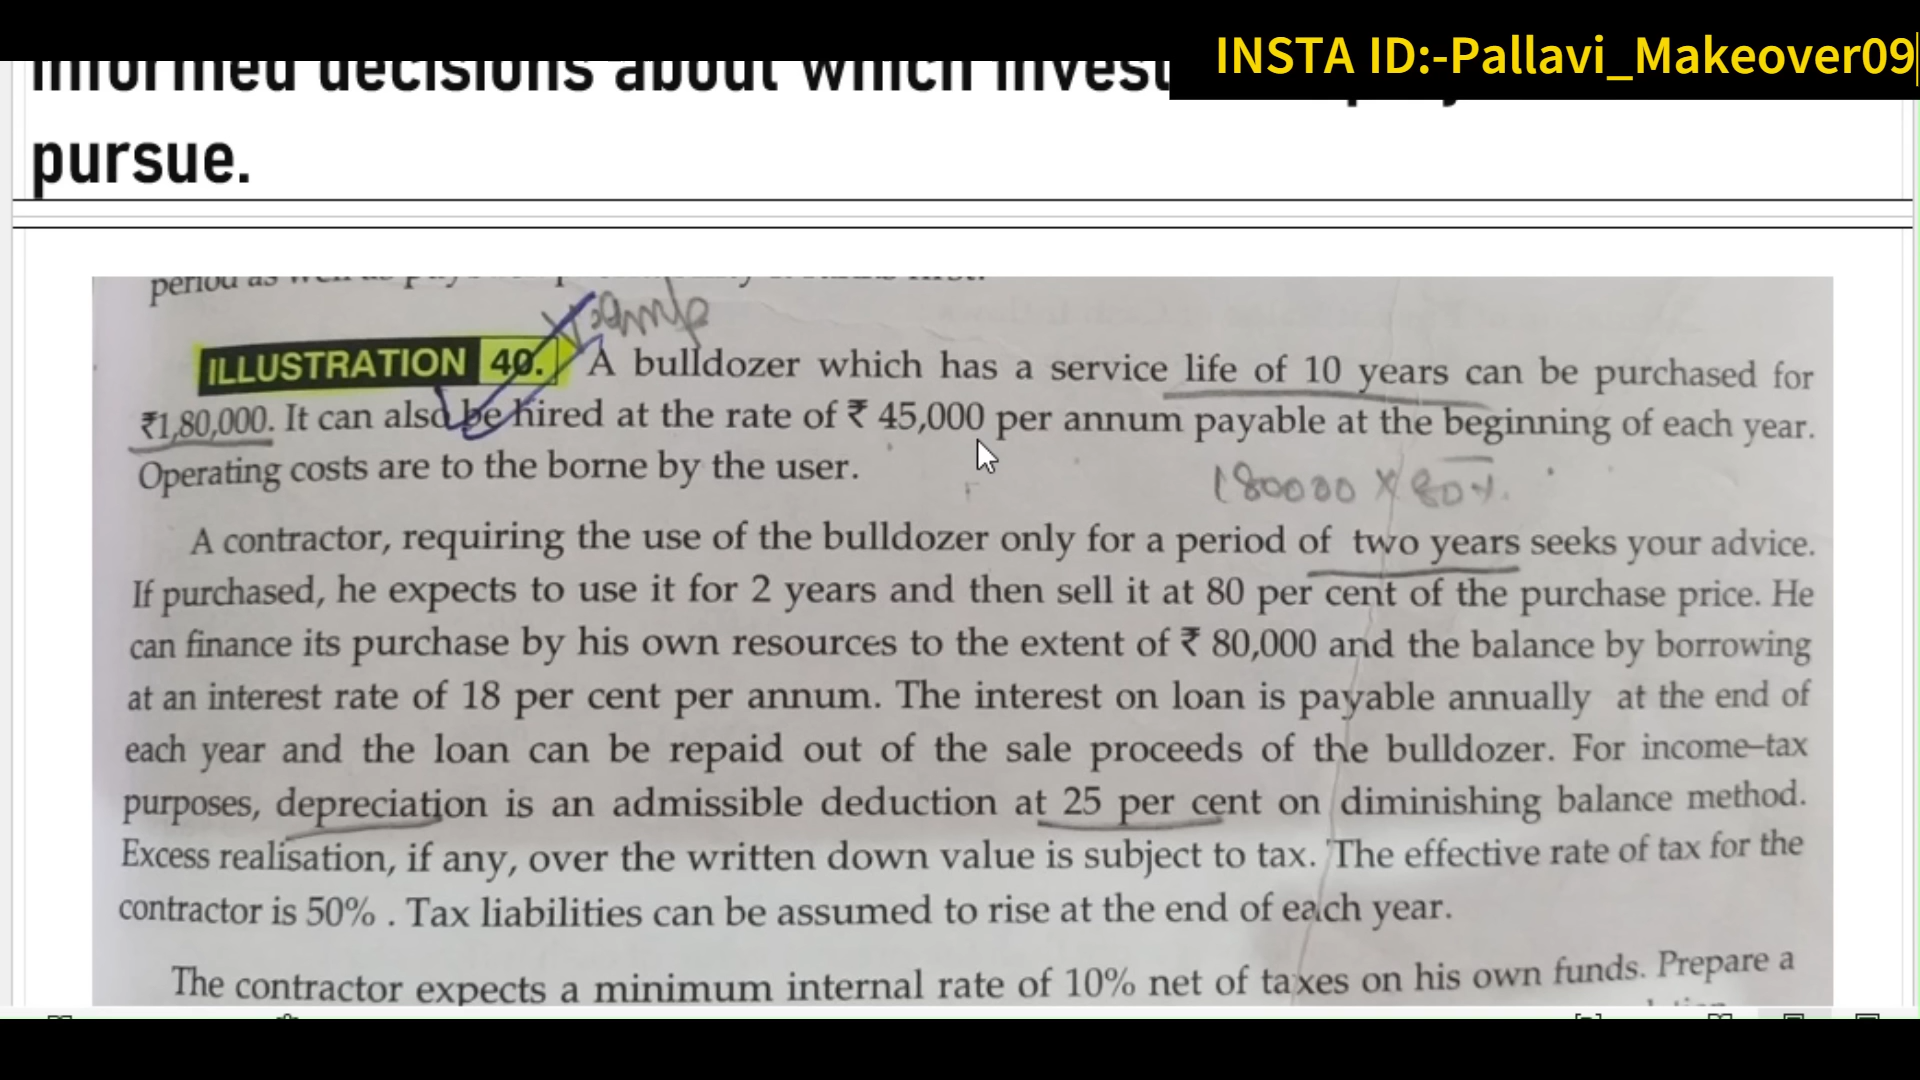 INSTA ID:-Pallavi_Makeover09
informed decisions about which invest
pursue.
ILLUSTRATION 40. A bulldozer which has a service life of 10 years can be purchased for
₹1,80,000. It can also be hired at the rate of ₹ 45,000 per annum payable at the beginning of each year.
Operating costs are to the borne by the user.
180000 X 80%.
A contractor, requiring the use of the bulldozer only for a period of two years seeks your advice.
If purchased, he expects to use it for 2 years and then sell it at 80 per cent of the purchase price. He
can finance its purchase by his own resources to the extent of ₹ 80,000 and the balance by borrowing
at an interest rate of 18 per cent per annum. The interest on loan is payable annually at the end of
each year and the loan can be repaid out of the sale proceeds of the bulldozer. For income-tax
purposes, depreciation is an admissible deduction at 25 per cent on diminishing balance method.
Excess realisation, if any, over the written down value is subject to tax. The effective rate of tax for the
contractor is 50% . Tax liabilities can be assumed to rise at the end of each year.
The contractor expects a minimum internal rate of 10% net of taxes on his own funds. Prepare a